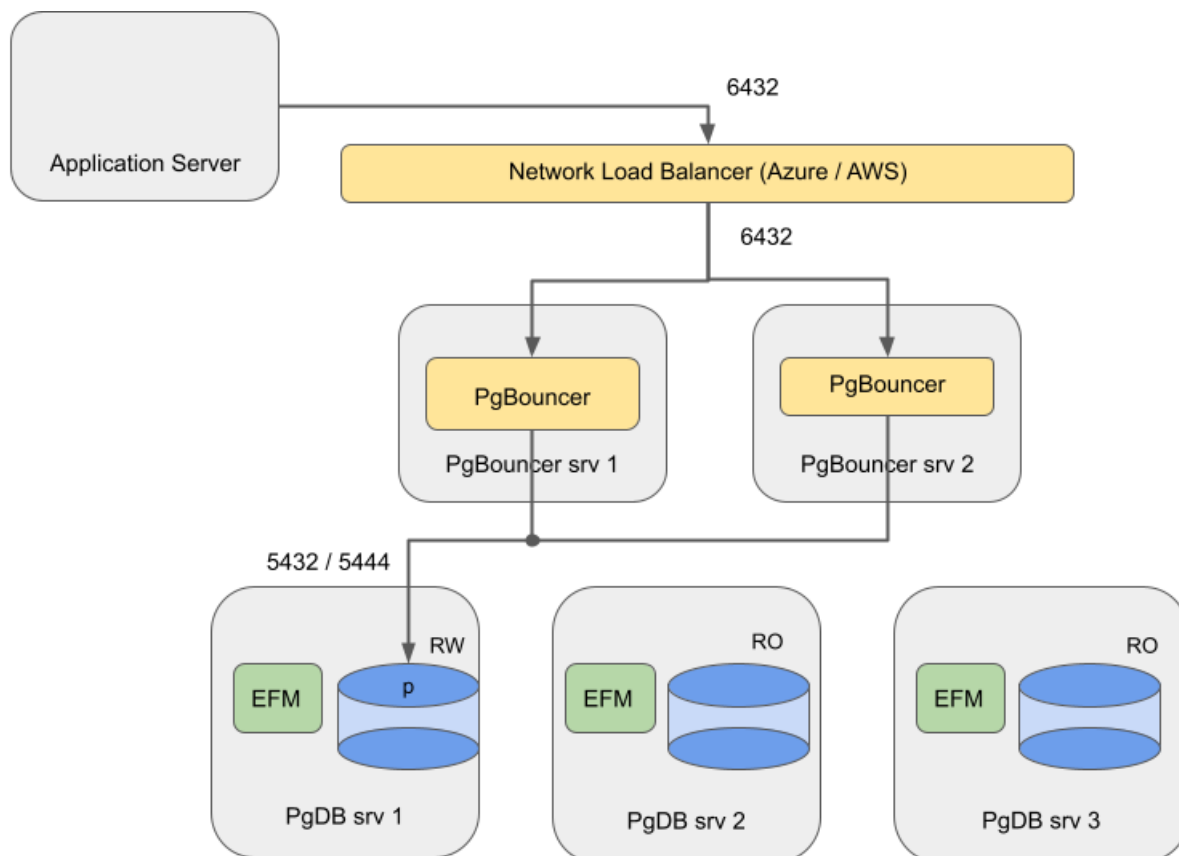 6432
Application Server
Network Load Balancer (Azure / AWS)
6432
PgBouncer
PgBouncer
PgBouncer srv 1
PgBouncer srv 2
5432 / 5444
RW
RO
RO
EFM
p
EFM
EFM
PgDB srv 1
PgDB srv 2
PgDB srv 3